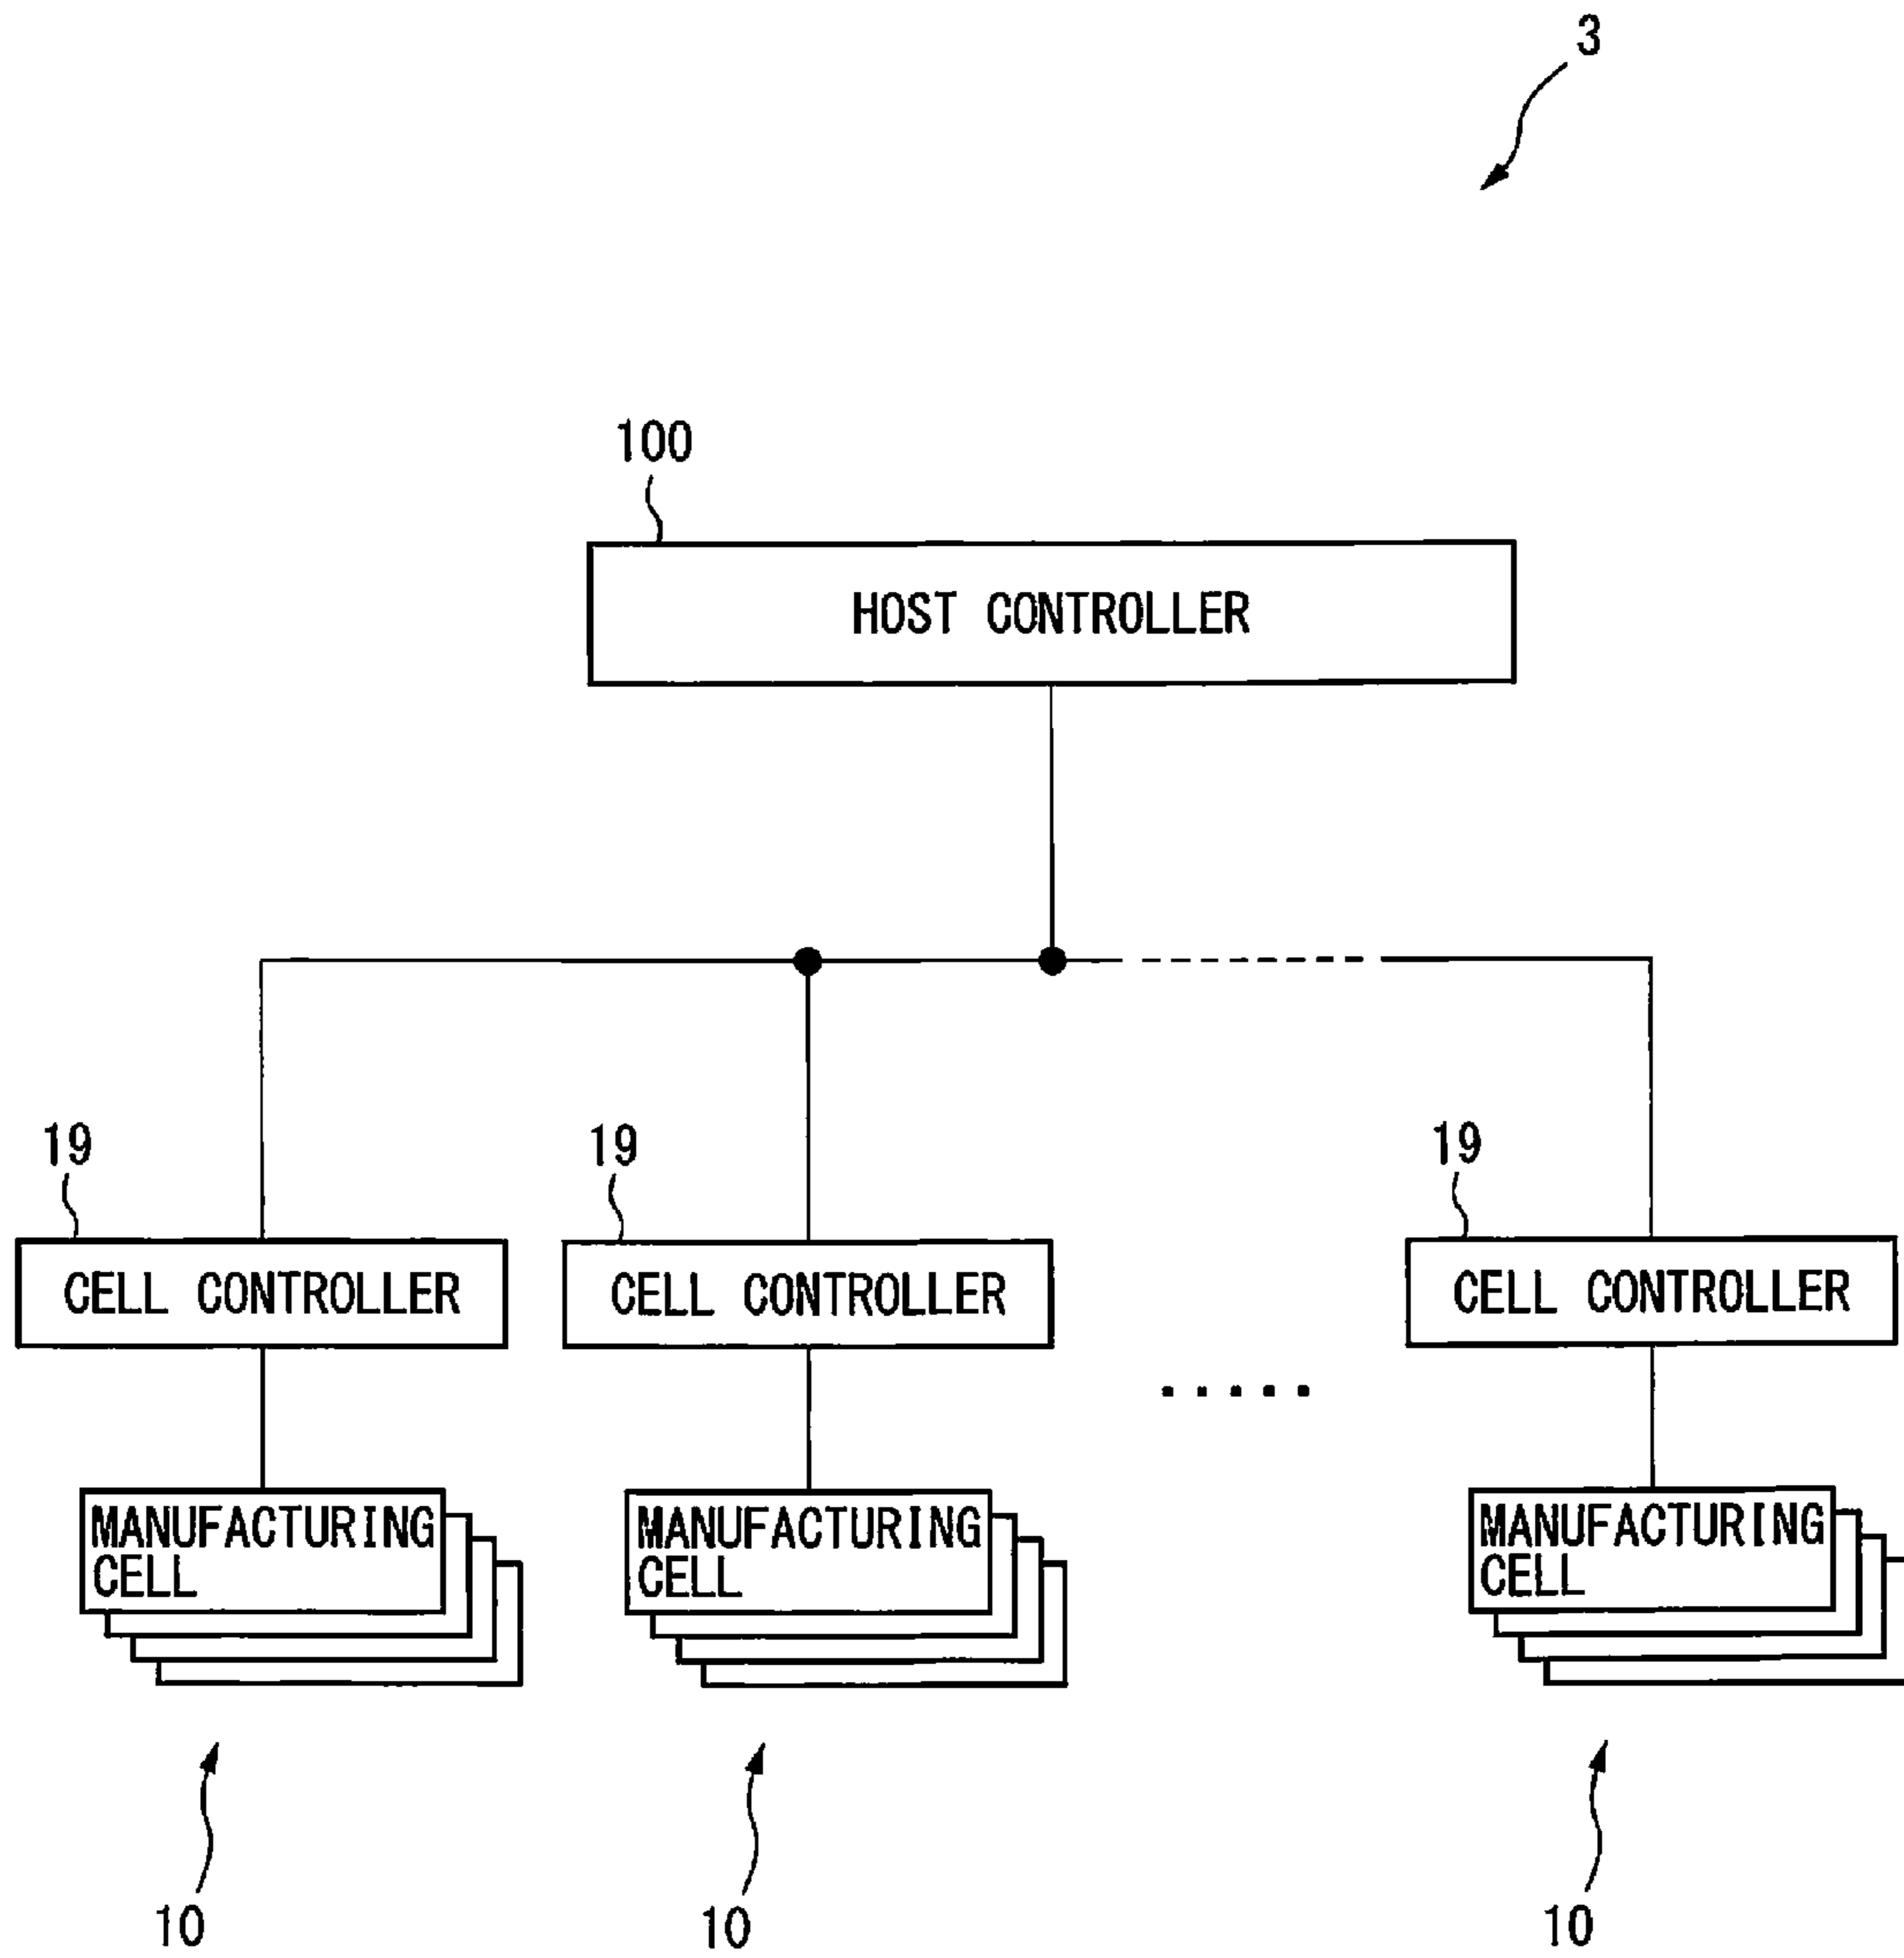 3
100
HOST CONTROLLER
19
19
19
CELL CONTROLLER
CELL CONTROLLER
CELL CONTROLLER
MANUFACTURING
CELL
MANUFACTURING
CELL
MANUFACTURING
CELL
10
10
10